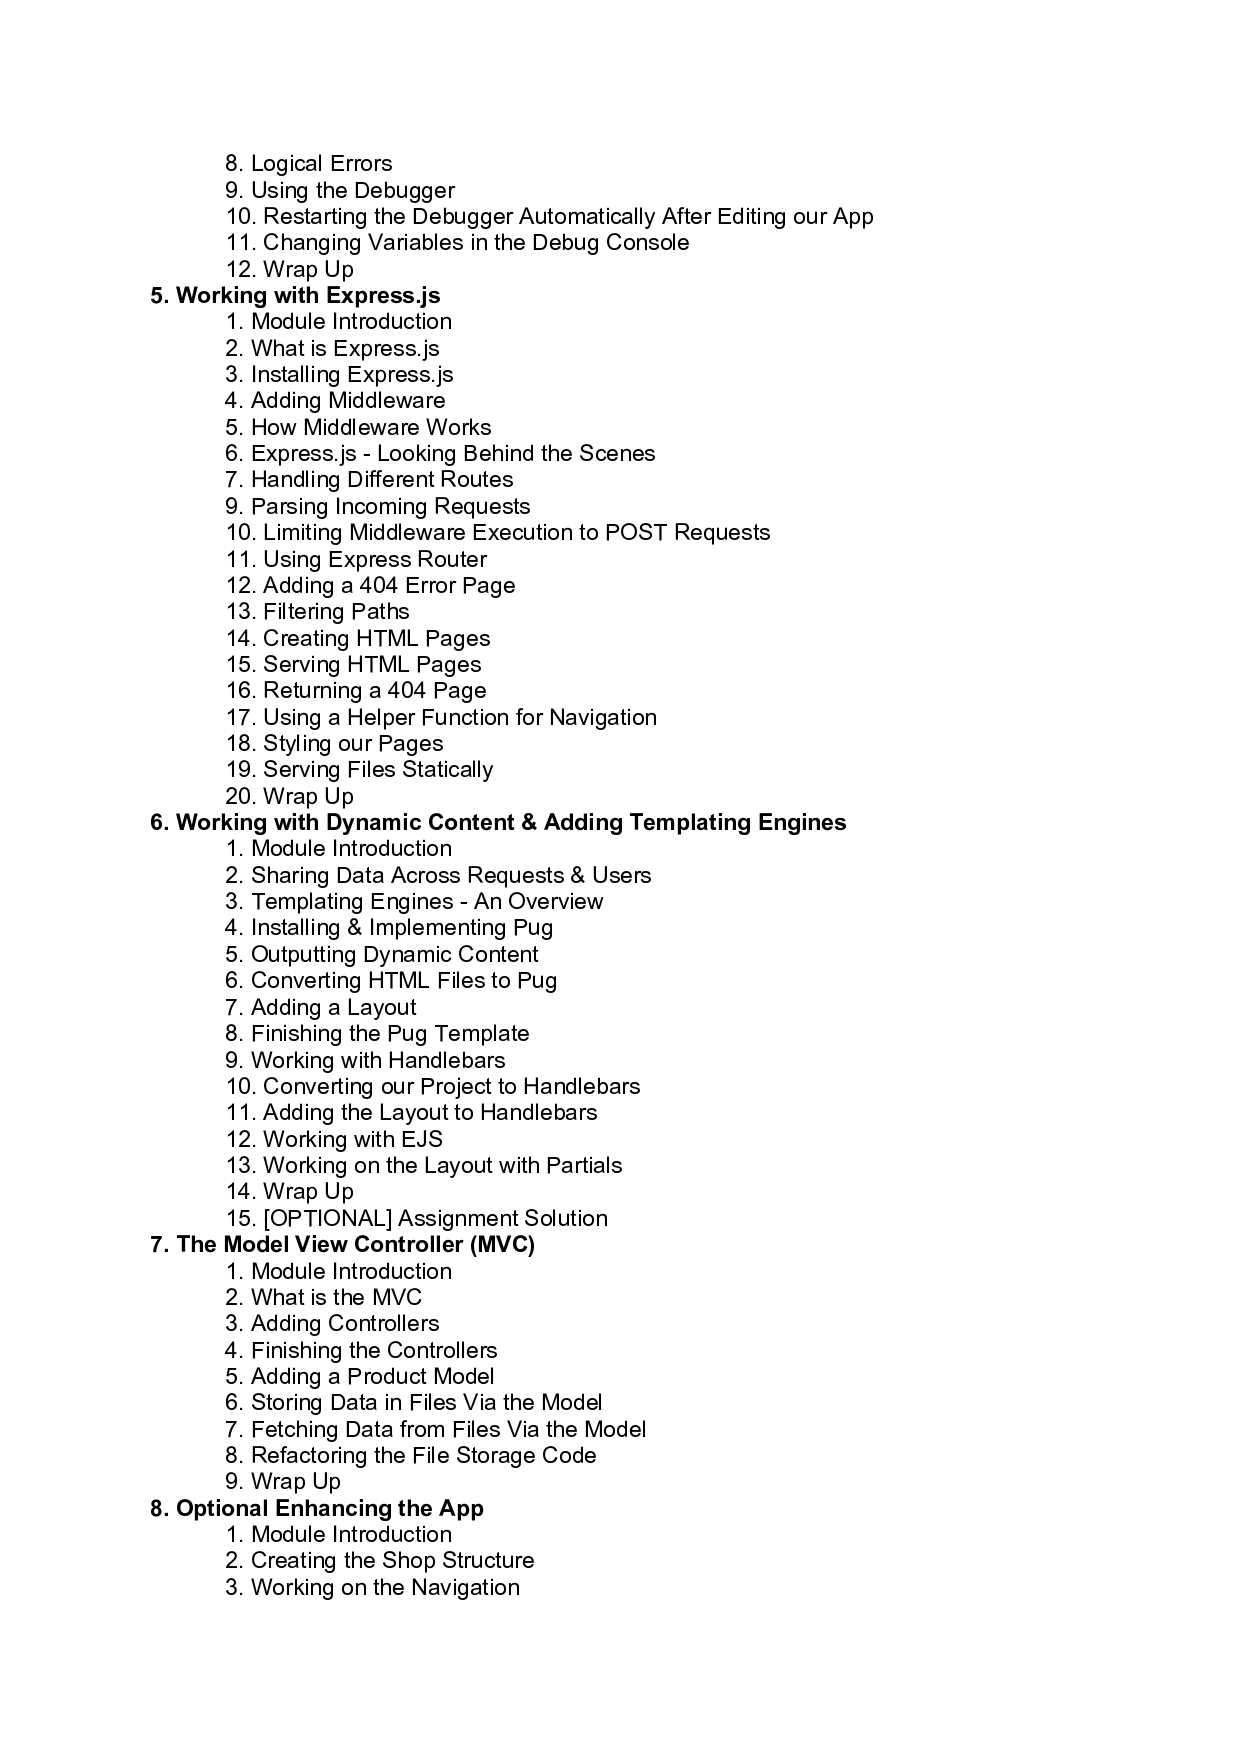 8. Logical Errors
9. Using the Debugger
10. Restarting the Debugger Automatically After Editing our App
11. Changing Variables in the Debug Console
12. Wrap Up
5. Working with Express.js
1. Module Introduction
2. What is Express.js
3. Installing Express.js
4. Adding Middleware
5. How Middleware Works
6. Express.js - Looking Behind the Scenes
7. Handling Different Routes
9. Parsing Incoming Requests
10. Limiting Middleware Execution to POST Requests
11. Using Express Router
12. Adding a 404 Error Page
13. Filtering Paths
14. Creating HTML Pages
15. Serving HTML Pages
16. Returning a 404 Page
17. Using a Helper Function for Navigation
18. Styling our Pages
19. Serving Files Statically
20. Wrap Up
6. Working with Dynamic Content & Adding Templating Engines
1. Module Introduction
2. Sharing Data Across Requests & Users
3. Templating Engines - An Overview
4. Installing & Implementing Pug
5. Outputting Dynamic Content
6. Converting HTML Files to Pug
7. Adding a Layout
8. Finishing the Pug Template
9. Working with Handlebars
10. Converting our Project to Handlebars
11. Adding the Layout to Handlebars
12. Working with EJS
13. Working on the Layout with Partials
14. Wrap Up
15. [OPTIONAL] Assignment Solution
7. The Model View Controller (MVC)
1. Module Introduction
2. What is the MVC
3. Adding Controllers
4. Finishing the Controllers
5. Adding a Product Model
6. Storing Data in Files Via the Model
7. Fetching Data from Files Via the Model
8. Refactoring the File Storage Code
9. Wrap Up
8. Optional Enhancing the App
1. Module Introduction
2. Creating the Shop Structure
3. Working on the Navigation